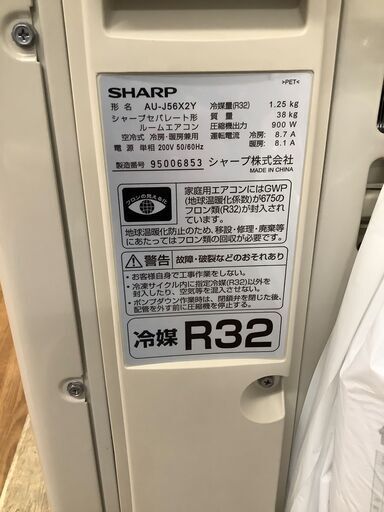 >PET<
SHARP
形名 AU-J56X2Y
シャープセパレート形
ルームエアコン
空冷式 冷房・暖房兼用
電源 単相 200V 50/60Hz
冷媒量(R32) 1.25 kg
質量 38 kg
圧縮機出力 900 W
運転電流 冷房: 8.7 A
暖房: 8.1 A
製造番号 95006853 シャープ株式会社
MADE IN CHINA
フロンの見える化
家庭用エアコンにはGWP
(地球温暖化係数)が675の
フロン類(R32)が封入され
ています。
地球温暖化防止のため、移設・修理・廃棄等
にあたってはフロン類の回収が必要です。
警告 故障・破裂などのおそれあり
・お客様自身で工事作業をしない。
・冷凍サイクル内に指定冷媒(R32)以外を
封入したり、空気等を混入させない。
・ポンプダウン作業時は、閉鎖弁を閉じた後、
配管を外す前に圧縮機を停止する。
冷媒 R32